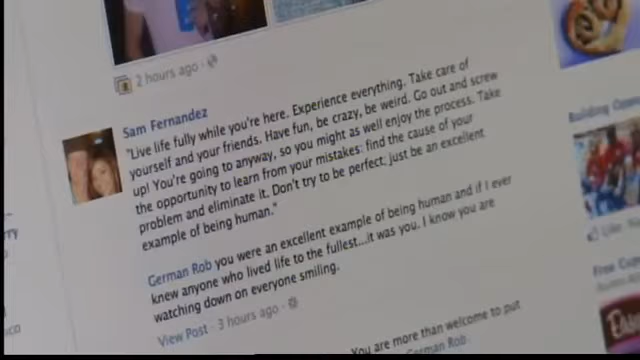 2 hours ago ·
Sam Fernandez
"Live life fully while you're here. Experience everything. Take care of
yourself and your friends. Have fun, be crazy, be weird. Go out and screw
up! You're going to anyway, so you might as well enjoy the process. Take
the opportunity to learn from your mistakes: find the cause of your
problem and eliminate it. Don't try to be perfect; just be an excellent
example of being human."
German Rob you were an excellent example of being human and if I ever
knew anyone who lived life to the fullest...it was you. I know you are
watching down on everyone smiling.
View Post · 3 hours ago ·
You are more than welcome to put
German Rob.
Building
Like
Free